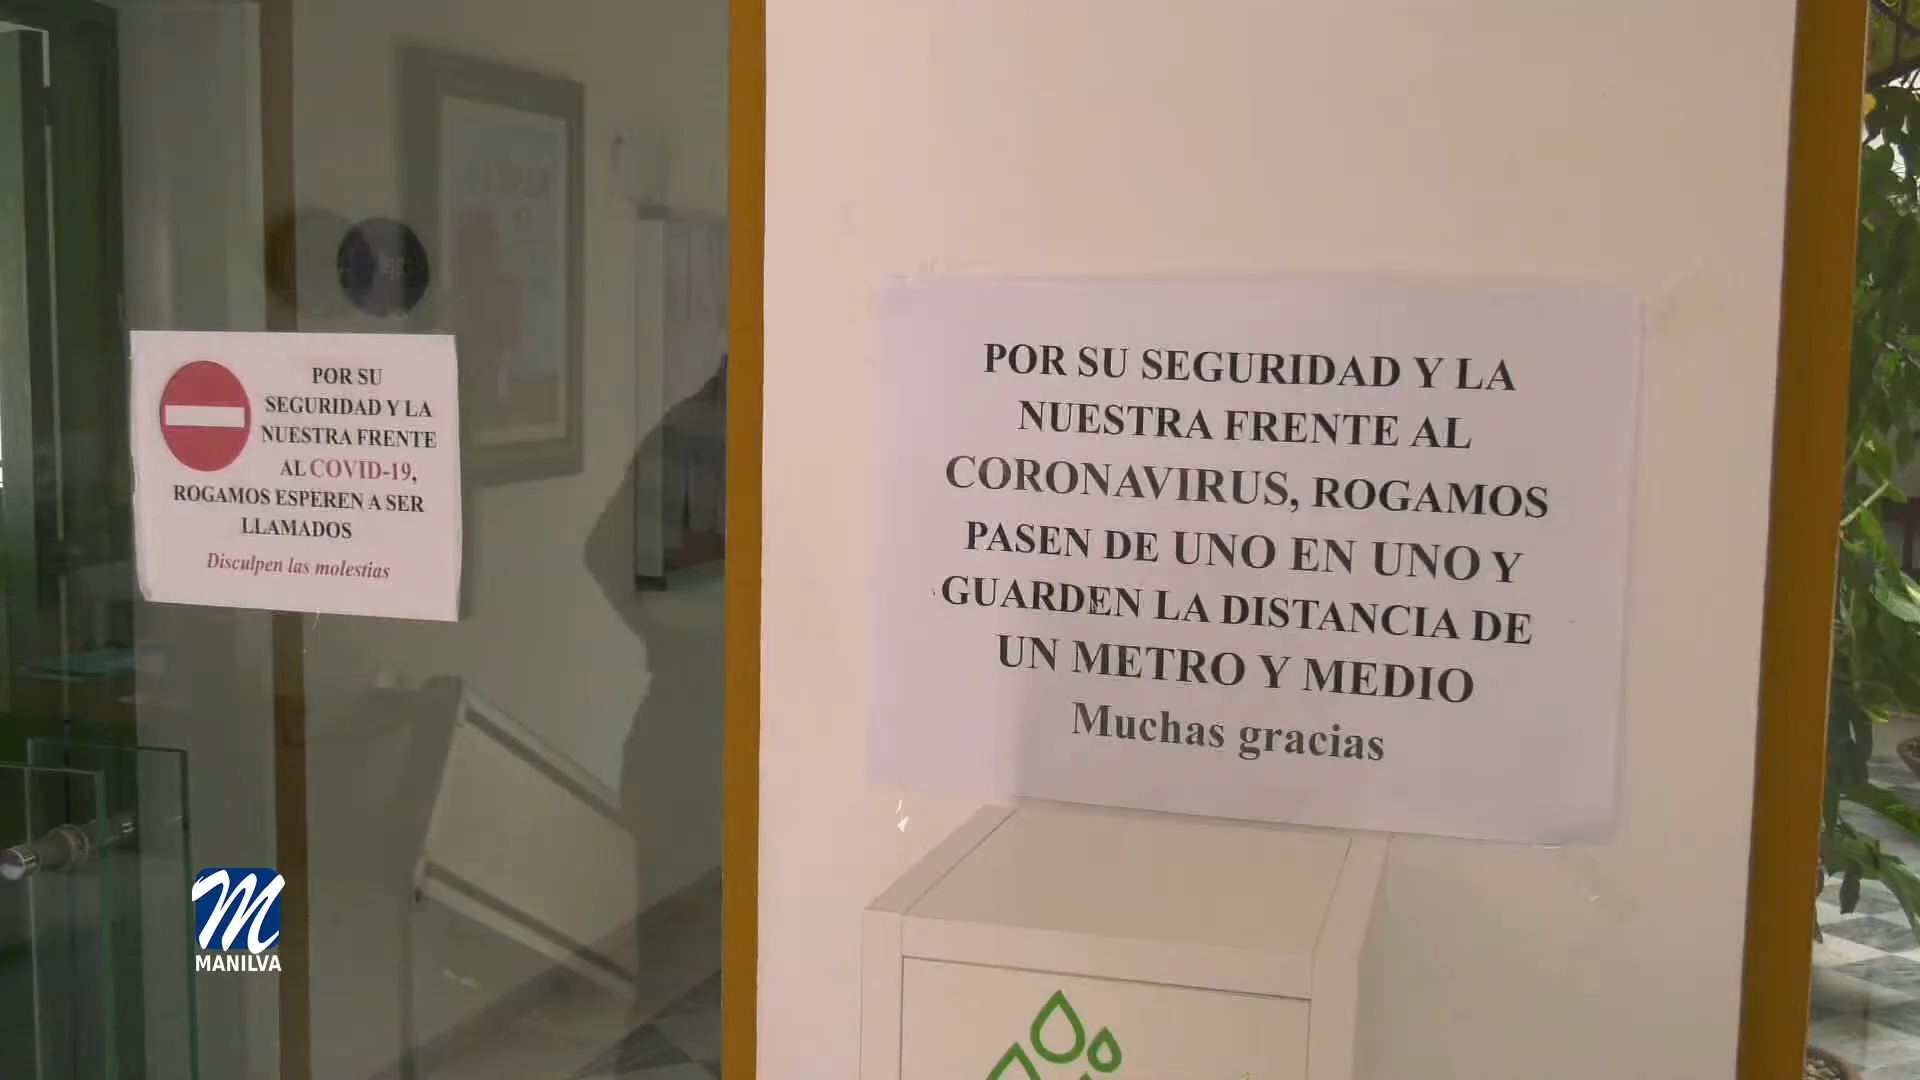 POR SU
SEGURIDAD Y LA
NUESTRA FRENTE
AL COVID-19,
ROGAMOS ESPEREN A SER
LLAMADOS
Disculpen las molestias
POR SU SEGURIDAD Y LA
NUESTRA FRENTE AL
CORONAVIRUS, ROGAMOS
PASEN DE UNO EN UNO Y
GUARDEN LA DISTANCIA DE
UN METRO Y MEDIO
Muchas gracias
M
MANILVA